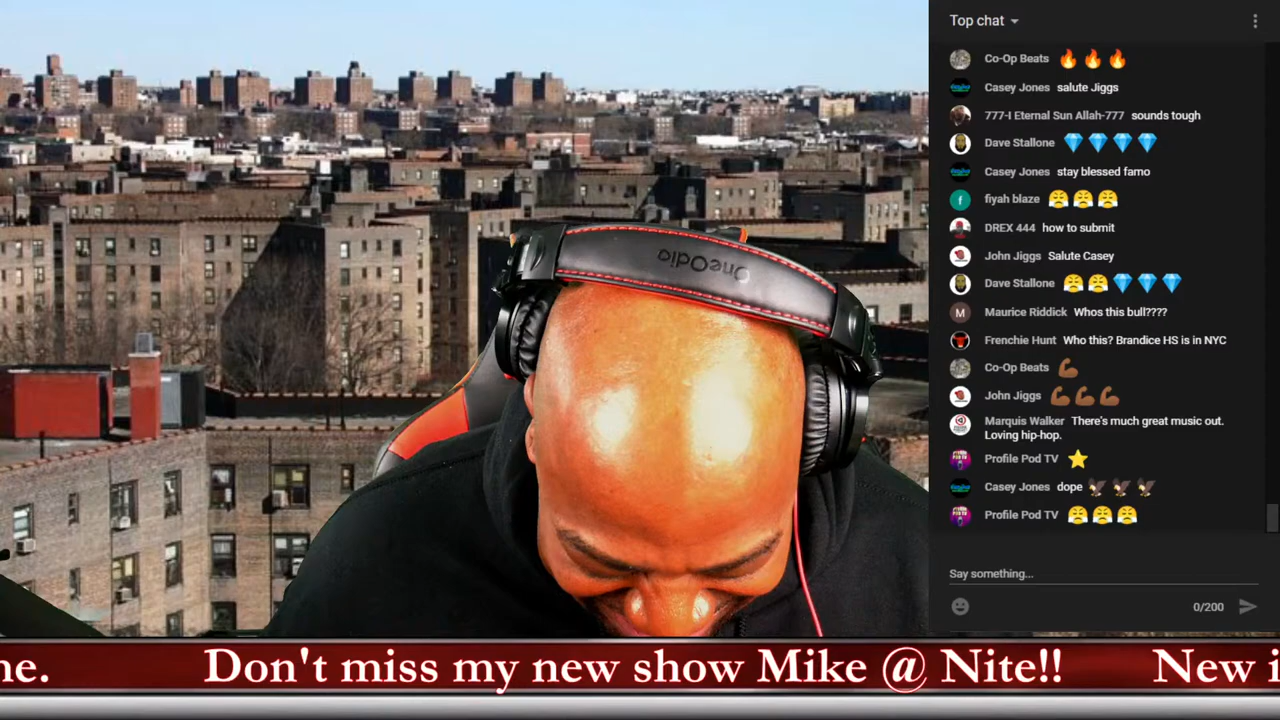 Top chat
Co-Op Beats 🔥🔥🔥
Casey Jones salute Jiggs
777-I Eternal Sun Allah-777 sounds tough
Dave Stallone 💎💎💎💎
Casey Jones stay blessed famo
f fiyah blaze 😤😤😤
DREX 444 how to submit
John Jiggs Salute Casey
Dave Stallone 😤😤💎💎💎
M Maurice Riddick Whos this bull????
Frenchie Hunt Who this? Brandice HS is in NYC
Co-Op Beats 💪🏾
John Jiggs 💪🏾💪🏾💪🏾
Marquis Walker There's much great music out.
Loving hip-hop.
Profile Pod TV ⭐
Casey Jones dope 🦅🦅🦅
Profile Pod TV 😤😤😤
Say something...
0/200
OneOdio
ne. Don't miss my new show Mike @ Nite!! New i